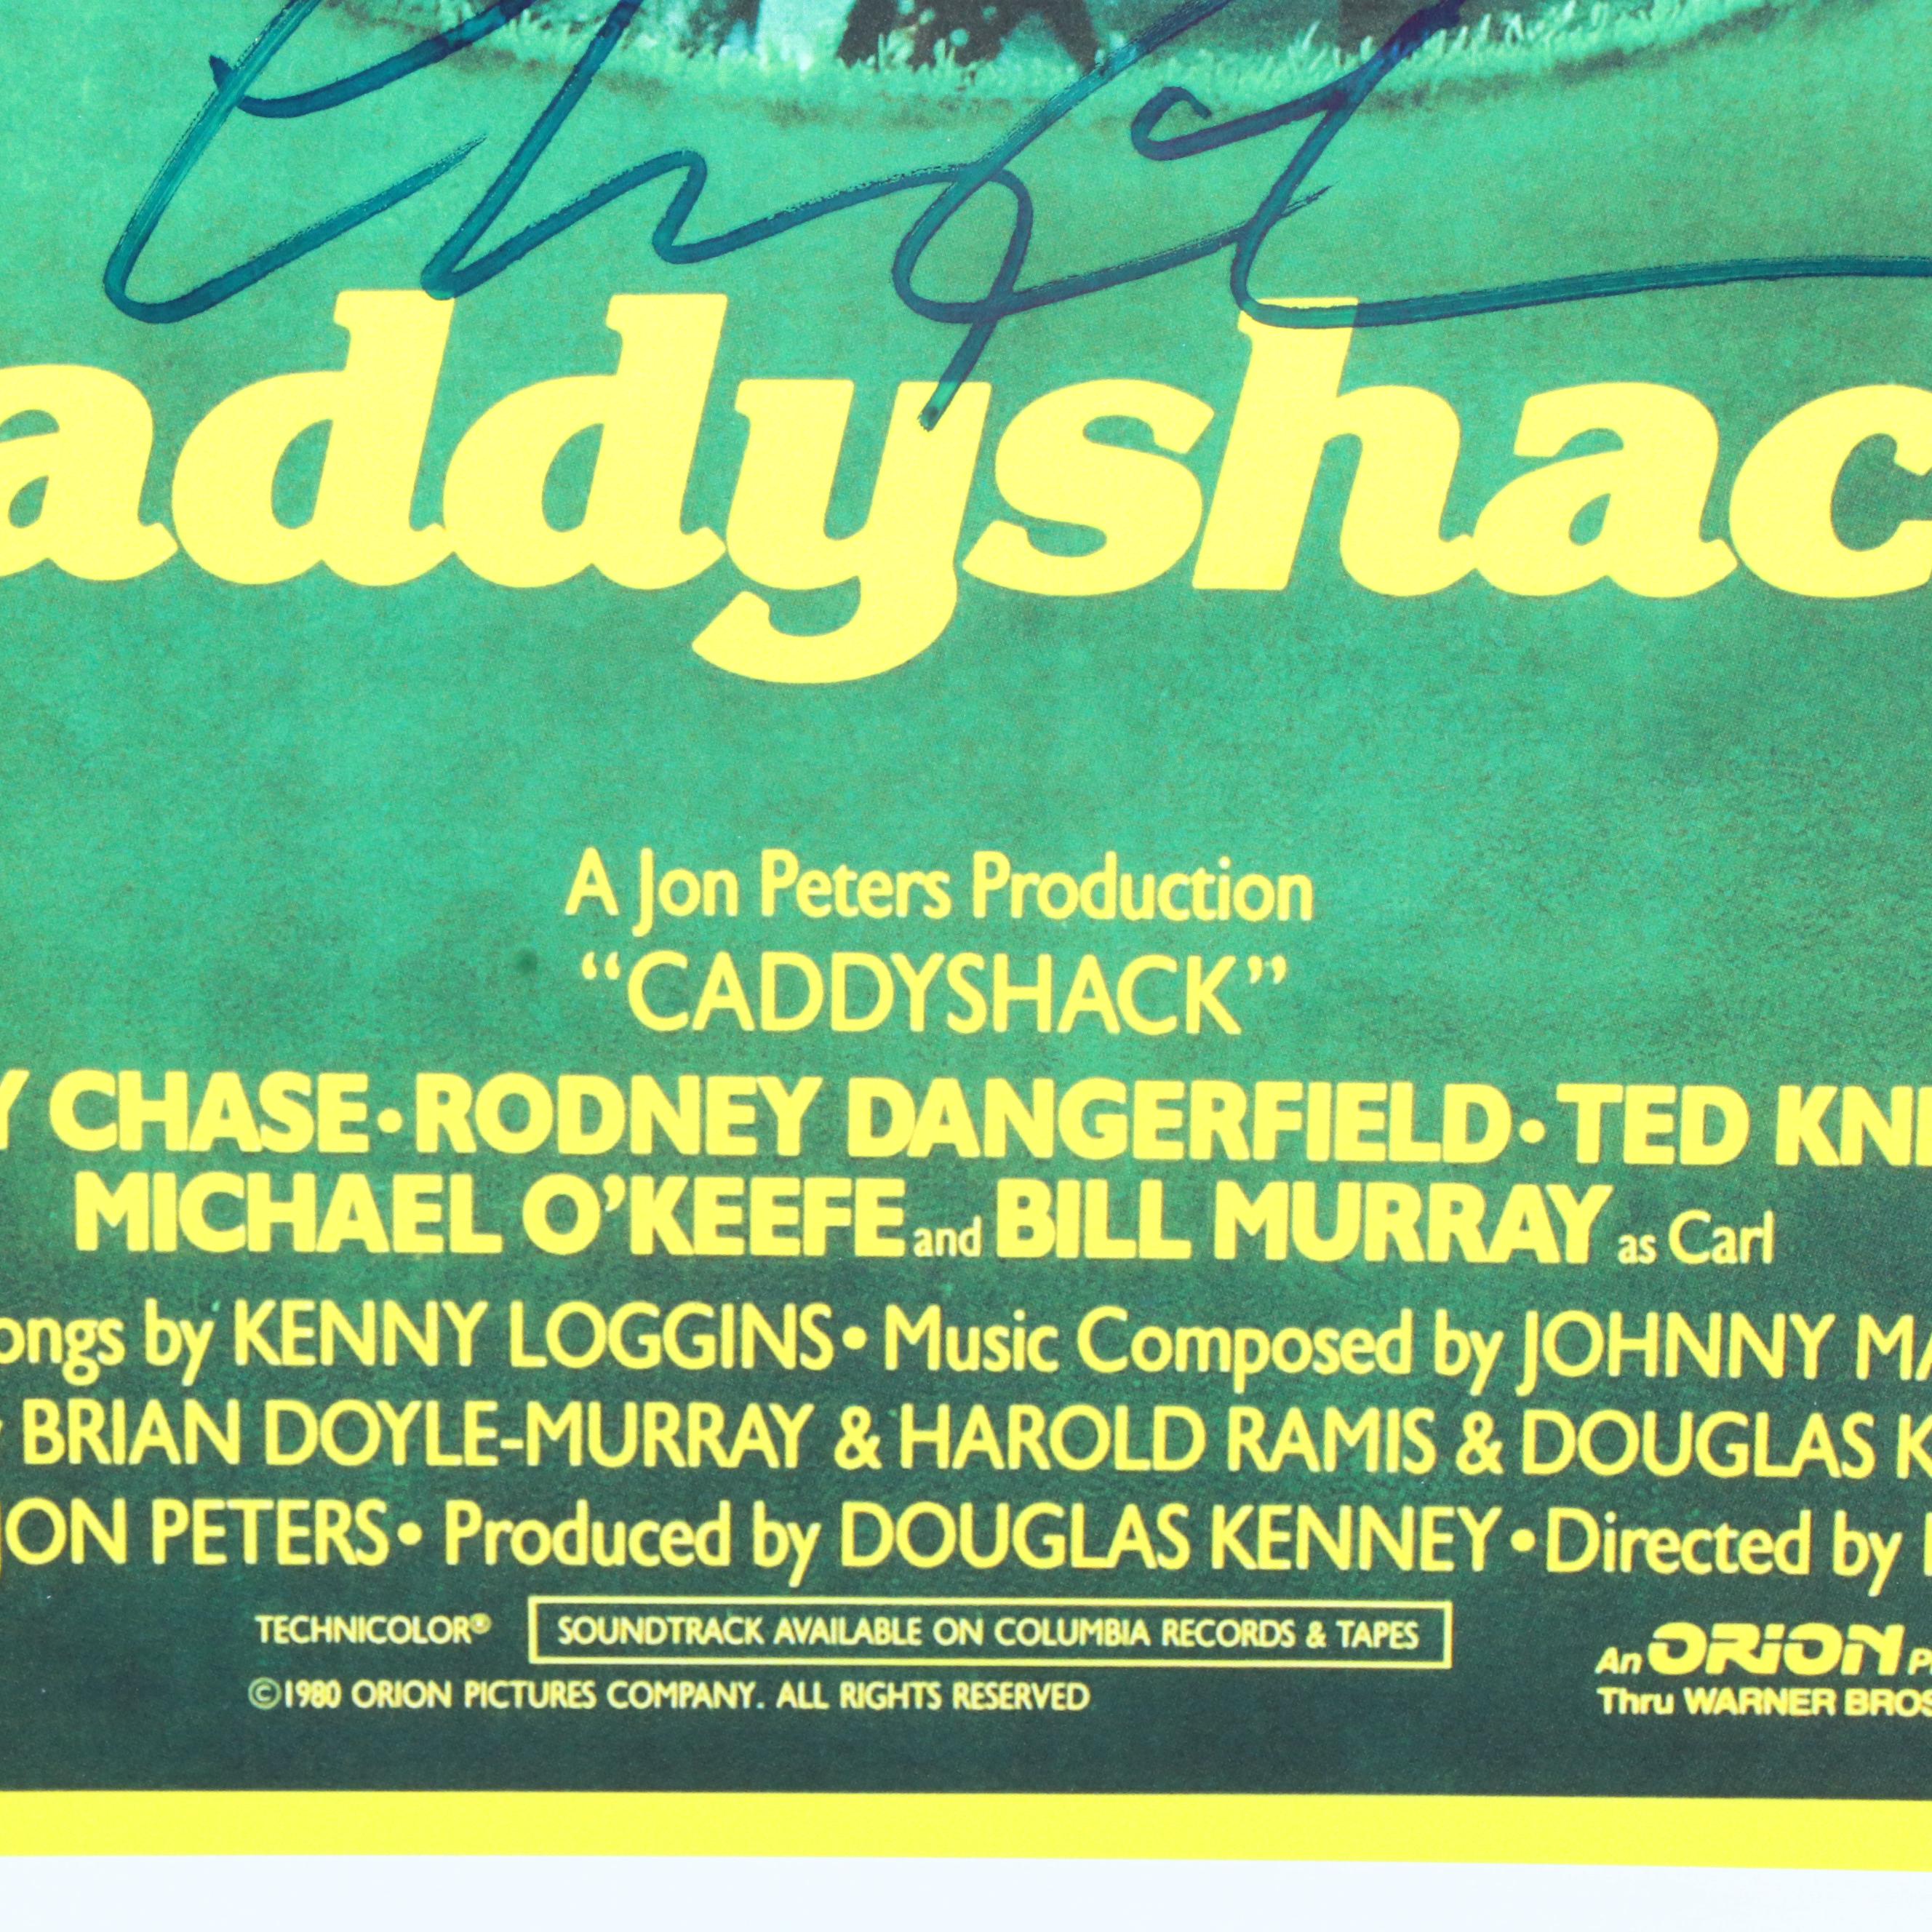 addyshac
A Jon Peters Production
“CADDYSHACK”
Y CHASE • RODNEY DANGERFIELD • TED KNI
MICHAEL O’KEEFE and BILL MURRAY as Carl
ongs by KENNY LOGGINS • Music Composed by JOHNNY MA
BRIAN DOYLE-MURRAY & HAROLD RAMIS & DOUGLAS K
JON PETERS • Produced by DOUGLAS KENNEY • Directed by
TECHNICOLOR® SOUNDTRACK AVAILABLE ON COLUMBIA RECORDS & TAPES
An ORION P
©1980 ORION PICTURES COMPANY. ALL RIGHTS RESERVED
Thru WARNER BROS